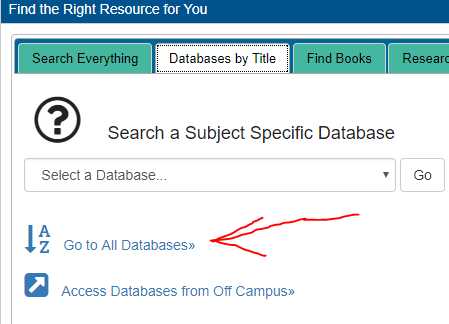 Find the Right Resource for You
Search Everything Databases by Title Find Books Researc
?
Search a Subject Specific Database
Select a Database... Go
A
Z
Go to All Databases»
Access Databases from Off Campus»